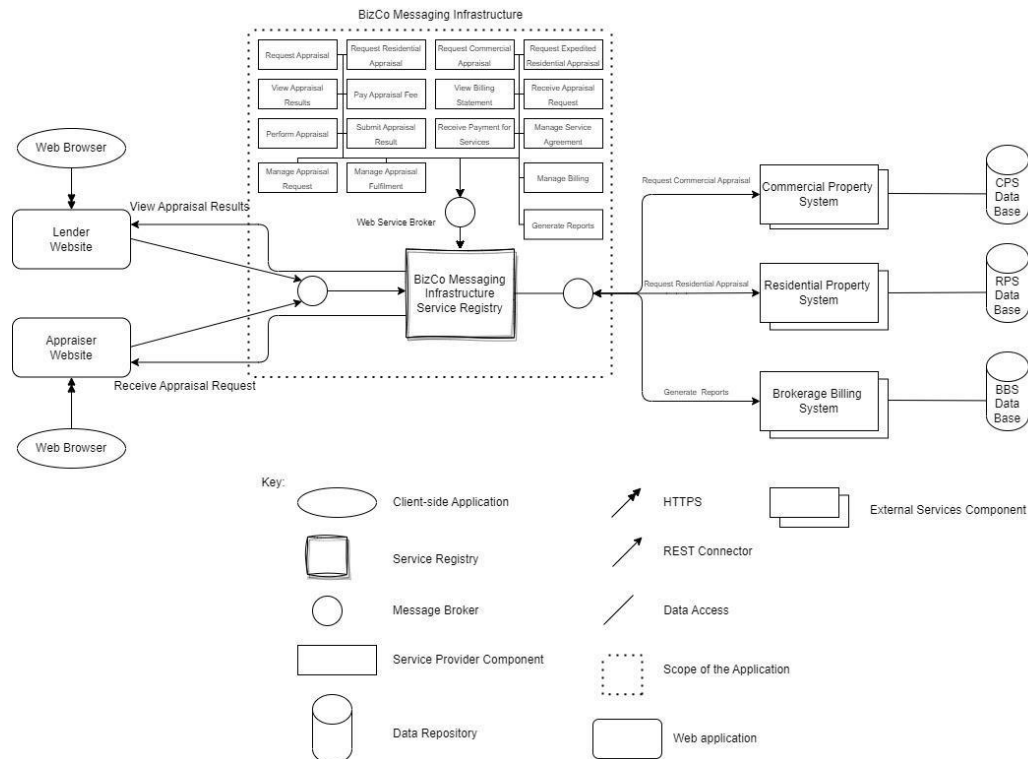 BizCo Messaging Infrastructure
Request Appraisal
Request Residential
Appraisal
Request Commercial
Appraisal
Request Expedited
Residential Appraisal
View Appraisal
Results
Pay Appraisal Fee
View Billing
Statement
Receive Appraisal
Request
Perform Appraisal
Submit Appraisal
Result
Receive Payment for
Services
Manage Service
Agreement
Manage Appraisal
Request
Manage Appraisal
Fulfilment
Manage Billing
Generate Reports
Web Service Broker
Web Browser
View Appraisal Results
Lender
Website
BizCo Messaging
Infrastructure
Service Registry
Appraiser
Website
Receive Appraisal Request
Web Browser
Request Commercial Appraisal
Commercial Property
System
CPS
Data
Base
Request Residential Appraisal
Residential Property
System
RPS
Data
Base
Generate Reports
Brokerage Billing
System
BBS
Data
Base
Key:
Client-side Application
HTTPS
External Services Component
Service Registry
REST Connector
Message Broker
Data Access
Service Provider Component
Scope of the Application
Data Repository
Web application